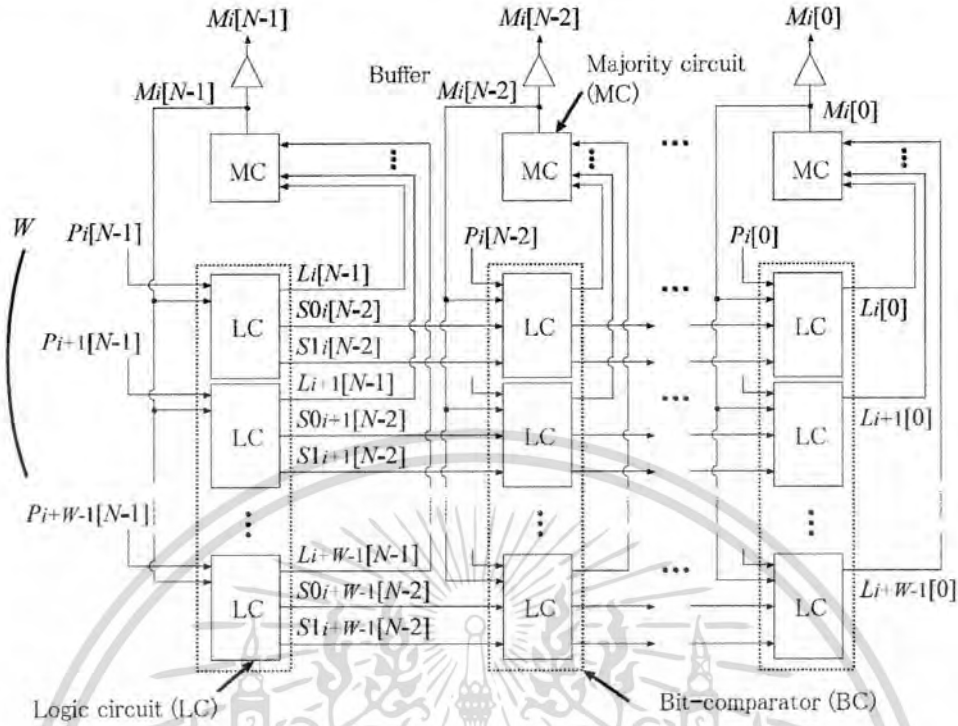 Mi[N-1] Mi[N-2] Mi[0]
Buffer Majority circuit
(MC)
Mi[N-1] Mi[N-2] Mi[0]
MC MC MC
W
Pi[N-1] Pi[N-2] Pi[0]
Li[N-1]
LC S0i[N-2] LC LC Li[0]
S1i[N-2]
Pi+1[N-1]
Li+1[N-1]
LC S0i+1[N-2] LC LC Li+1[0]
S1i+1[N-2]
Pi+W-1[N-1]
Li+W-1[N-1]
LC S0i+W-1[N-2] LC LC Li+W-1[0]
S1i+W-1[N-2]
Logic circuit (LC) Bit-comparator (BC)